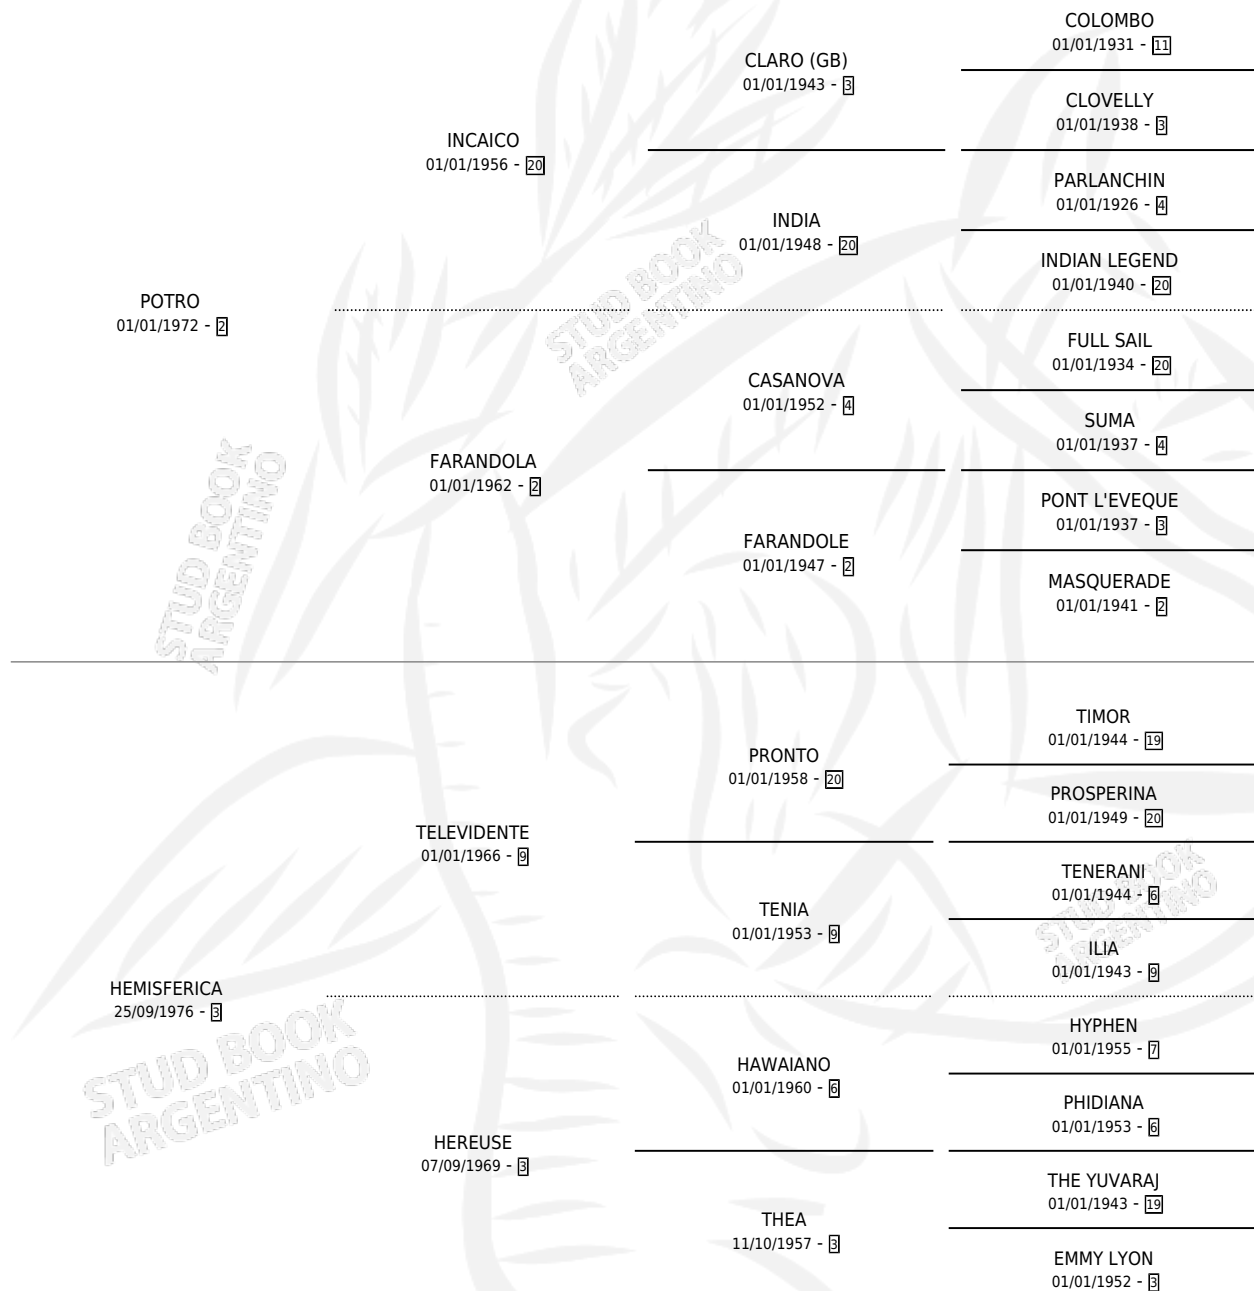 COLOMBO
01/01/1931 - 11
CLARO (GB)
01/01/1943 - 3
CLOVELLY
01/01/1938 - 3
INCAICO
01/01/1956 - 20
PARLANCHIN
01/01/1926 - 4
INDIA
01/01/1948 - 20
INDIAN LEGEND
01/01/1940 - 20
POTRO
01/01/1972 - 2
FULL SAIL
01/01/1934 - 20
CASANOVA
01/01/1952 - 4
SUMA
01/01/1937 - 4
FARANDOLA
01/01/1962 - 2
PONT L'EVEQUE
01/01/1937 - 3
FARANDOLE
01/01/1947 - 2
MASQUERADE
01/01/1941 - 2
TIMOR
01/01/1944 - 19
PRONTO
01/01/1958 - 20
PROSPERINA
01/01/1949 - 20
TELEVIDENTE
01/01/1966 - 9
TENERANI
01/01/1944 - 6
TENIA
01/01/1953 - 9
ILIA
01/01/1943 - 9
HEMISFERICA
25/09/1976 - 3
HYPHEN
01/01/1955 - 7
HAWAIANO
01/01/1960 - 6
PHIDIANA
01/01/1953 - 6
HEREUSE
07/09/1969 - 3
THE YUVARAJ
01/01/1943 - 19
THEA
11/10/1957 - 3
EMMY LYON
01/01/1952 - 3
STUD BOOK
ARGENTINO
STUD BOOK
ARGENTINO
STUD BOOK
ARGENTINO
STUD BOOK
ARGENTINO